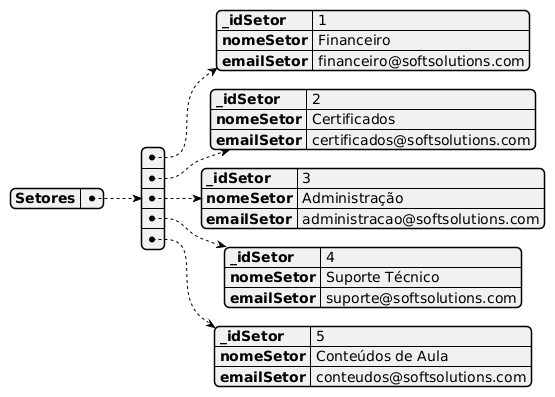 _idSetor 1
nomeSetor Financeiro
emailSetor financeiro@softsolutions.com
_idSetor 2
nomeSetor Certificados
emailSetor certificados@softsolutions.com
Setores
_idSetor 3
nomeSetor Administração
emailSetor administracao@softsolutions.com
_idSetor 4
nomeSetor Suporte Técnico
emailSetor suporte@softsolutions.com
_idSetor 5
nomeSetor Conteúdos de Aula
emailSetor conteudos@softsolutions.com